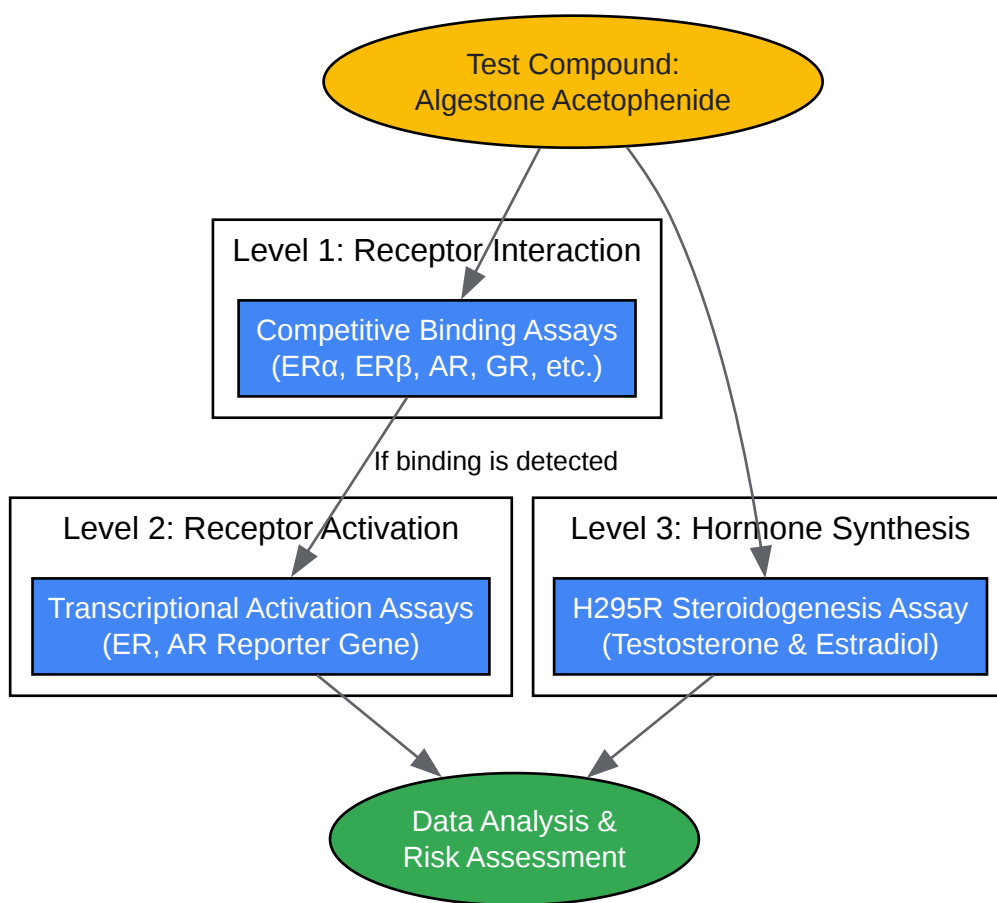 Test Compound:
Algestone Acetophenide
Level 1: Receptor Interaction
Competitive Binding Assays
(ERα, ERβ, AR, GR, etc.)
If binding is detected
Level 2: Receptor Activation
Transcriptional Activation Assays
(ER, AR Reporter Gene)
Level 3: Hormone Synthesis
H295R Steroidogenesis Assay
(Testosterone & Estradiol)
Data Analysis &
Risk Assessment